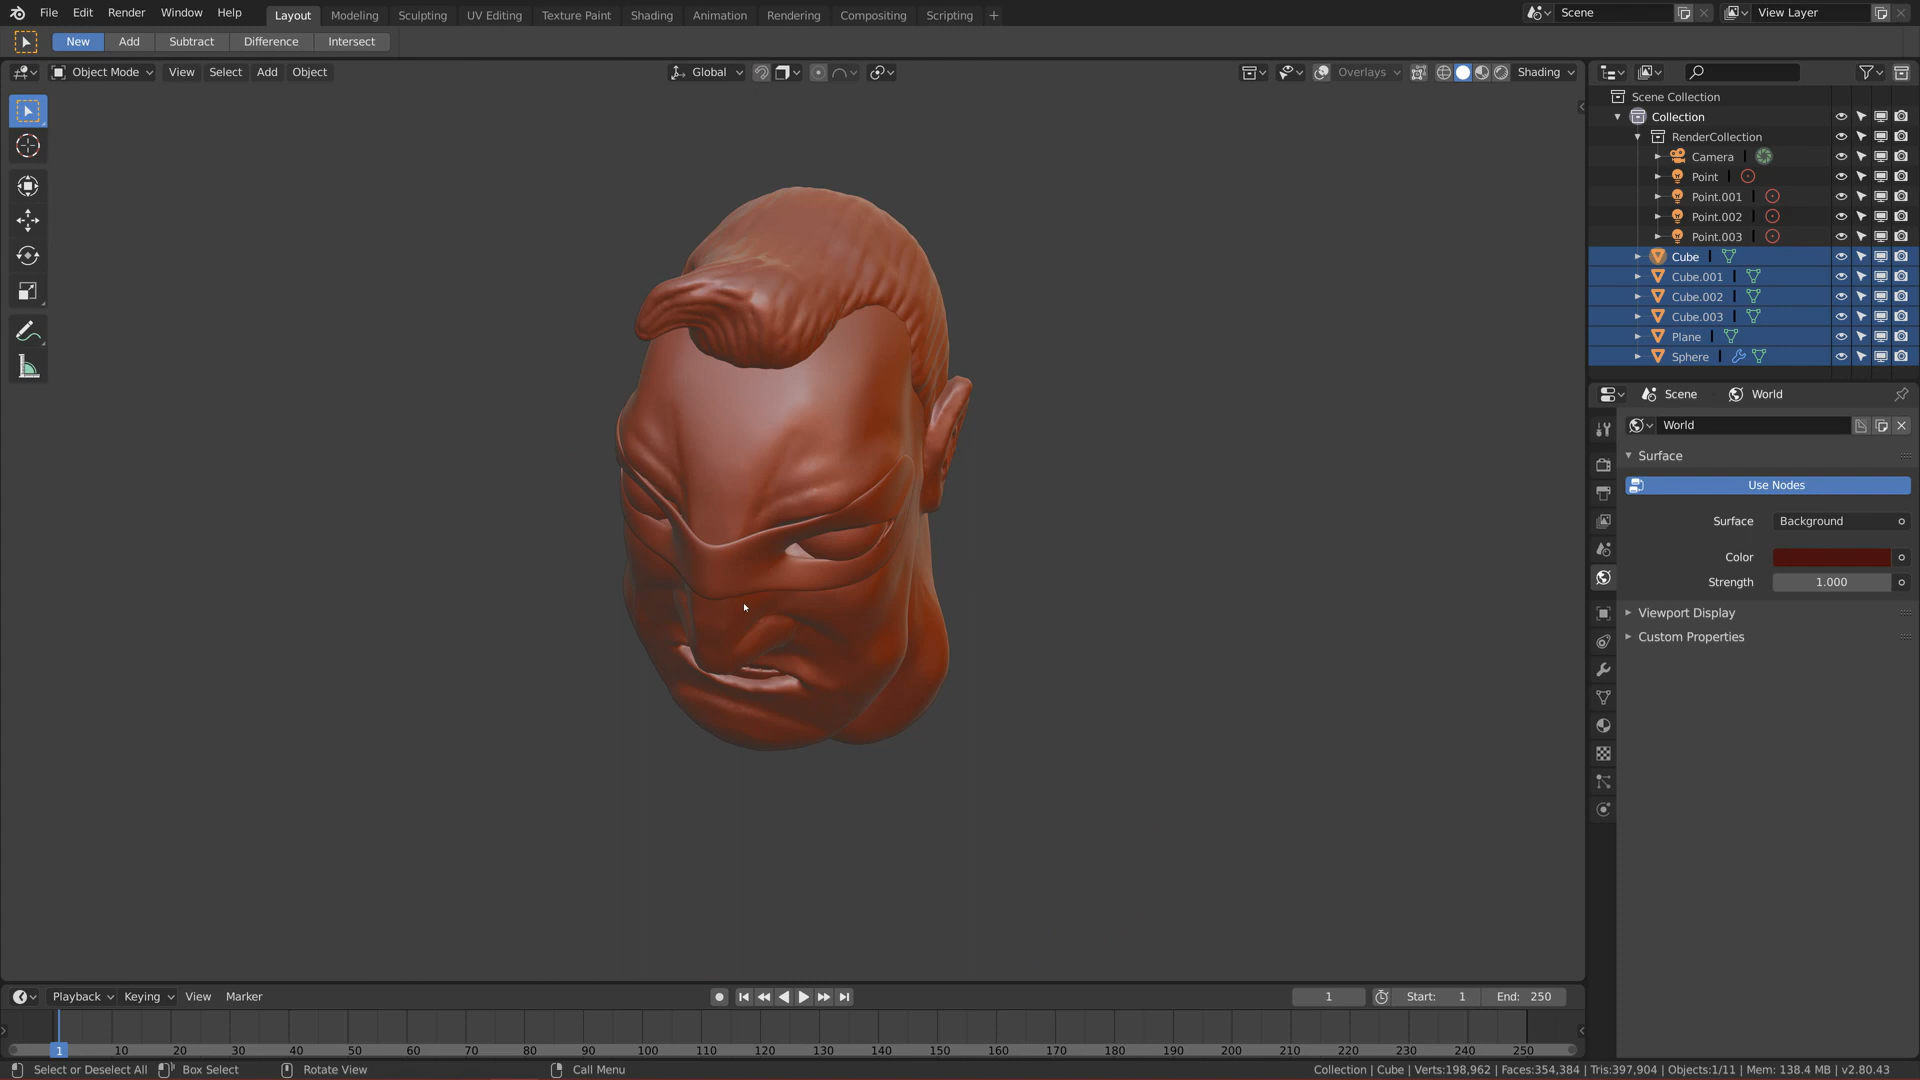 File Edit Render Window Help Layout Modeling Sculpting UV Editing Texture Paint Shading Animation Rendering Compositing Scripting + Scene View Layer
New Add Subtract Difference Intersect
Object Mode View Select Add Object Global Overlays Shading
Scene Collection
Collection
RenderCollection
Camera
Point
Point.001
Point.002
Point.003
Cube
Cube.001
Cube.002
Cube.003
Plane
Sphere
Scene World
World
Surface
Use Nodes
Surface Background
Color
Strength 1.000
Viewport Display
Custom Properties
Playback Keying View Marker 1 Start: 1 End: 250
1 10 20 30 40 50 60 70 80 90 100 110 120 130 140 150 160 170 180 190 200 210 220 230 240 250
Select or Deselect All Box Select Rotate View Call Menu Collection | Cube | Verts:198,962 | Faces:354,384 | Tris:397,904 | Objects:1/11 | Mem: 138.4 MB | v2.80.43